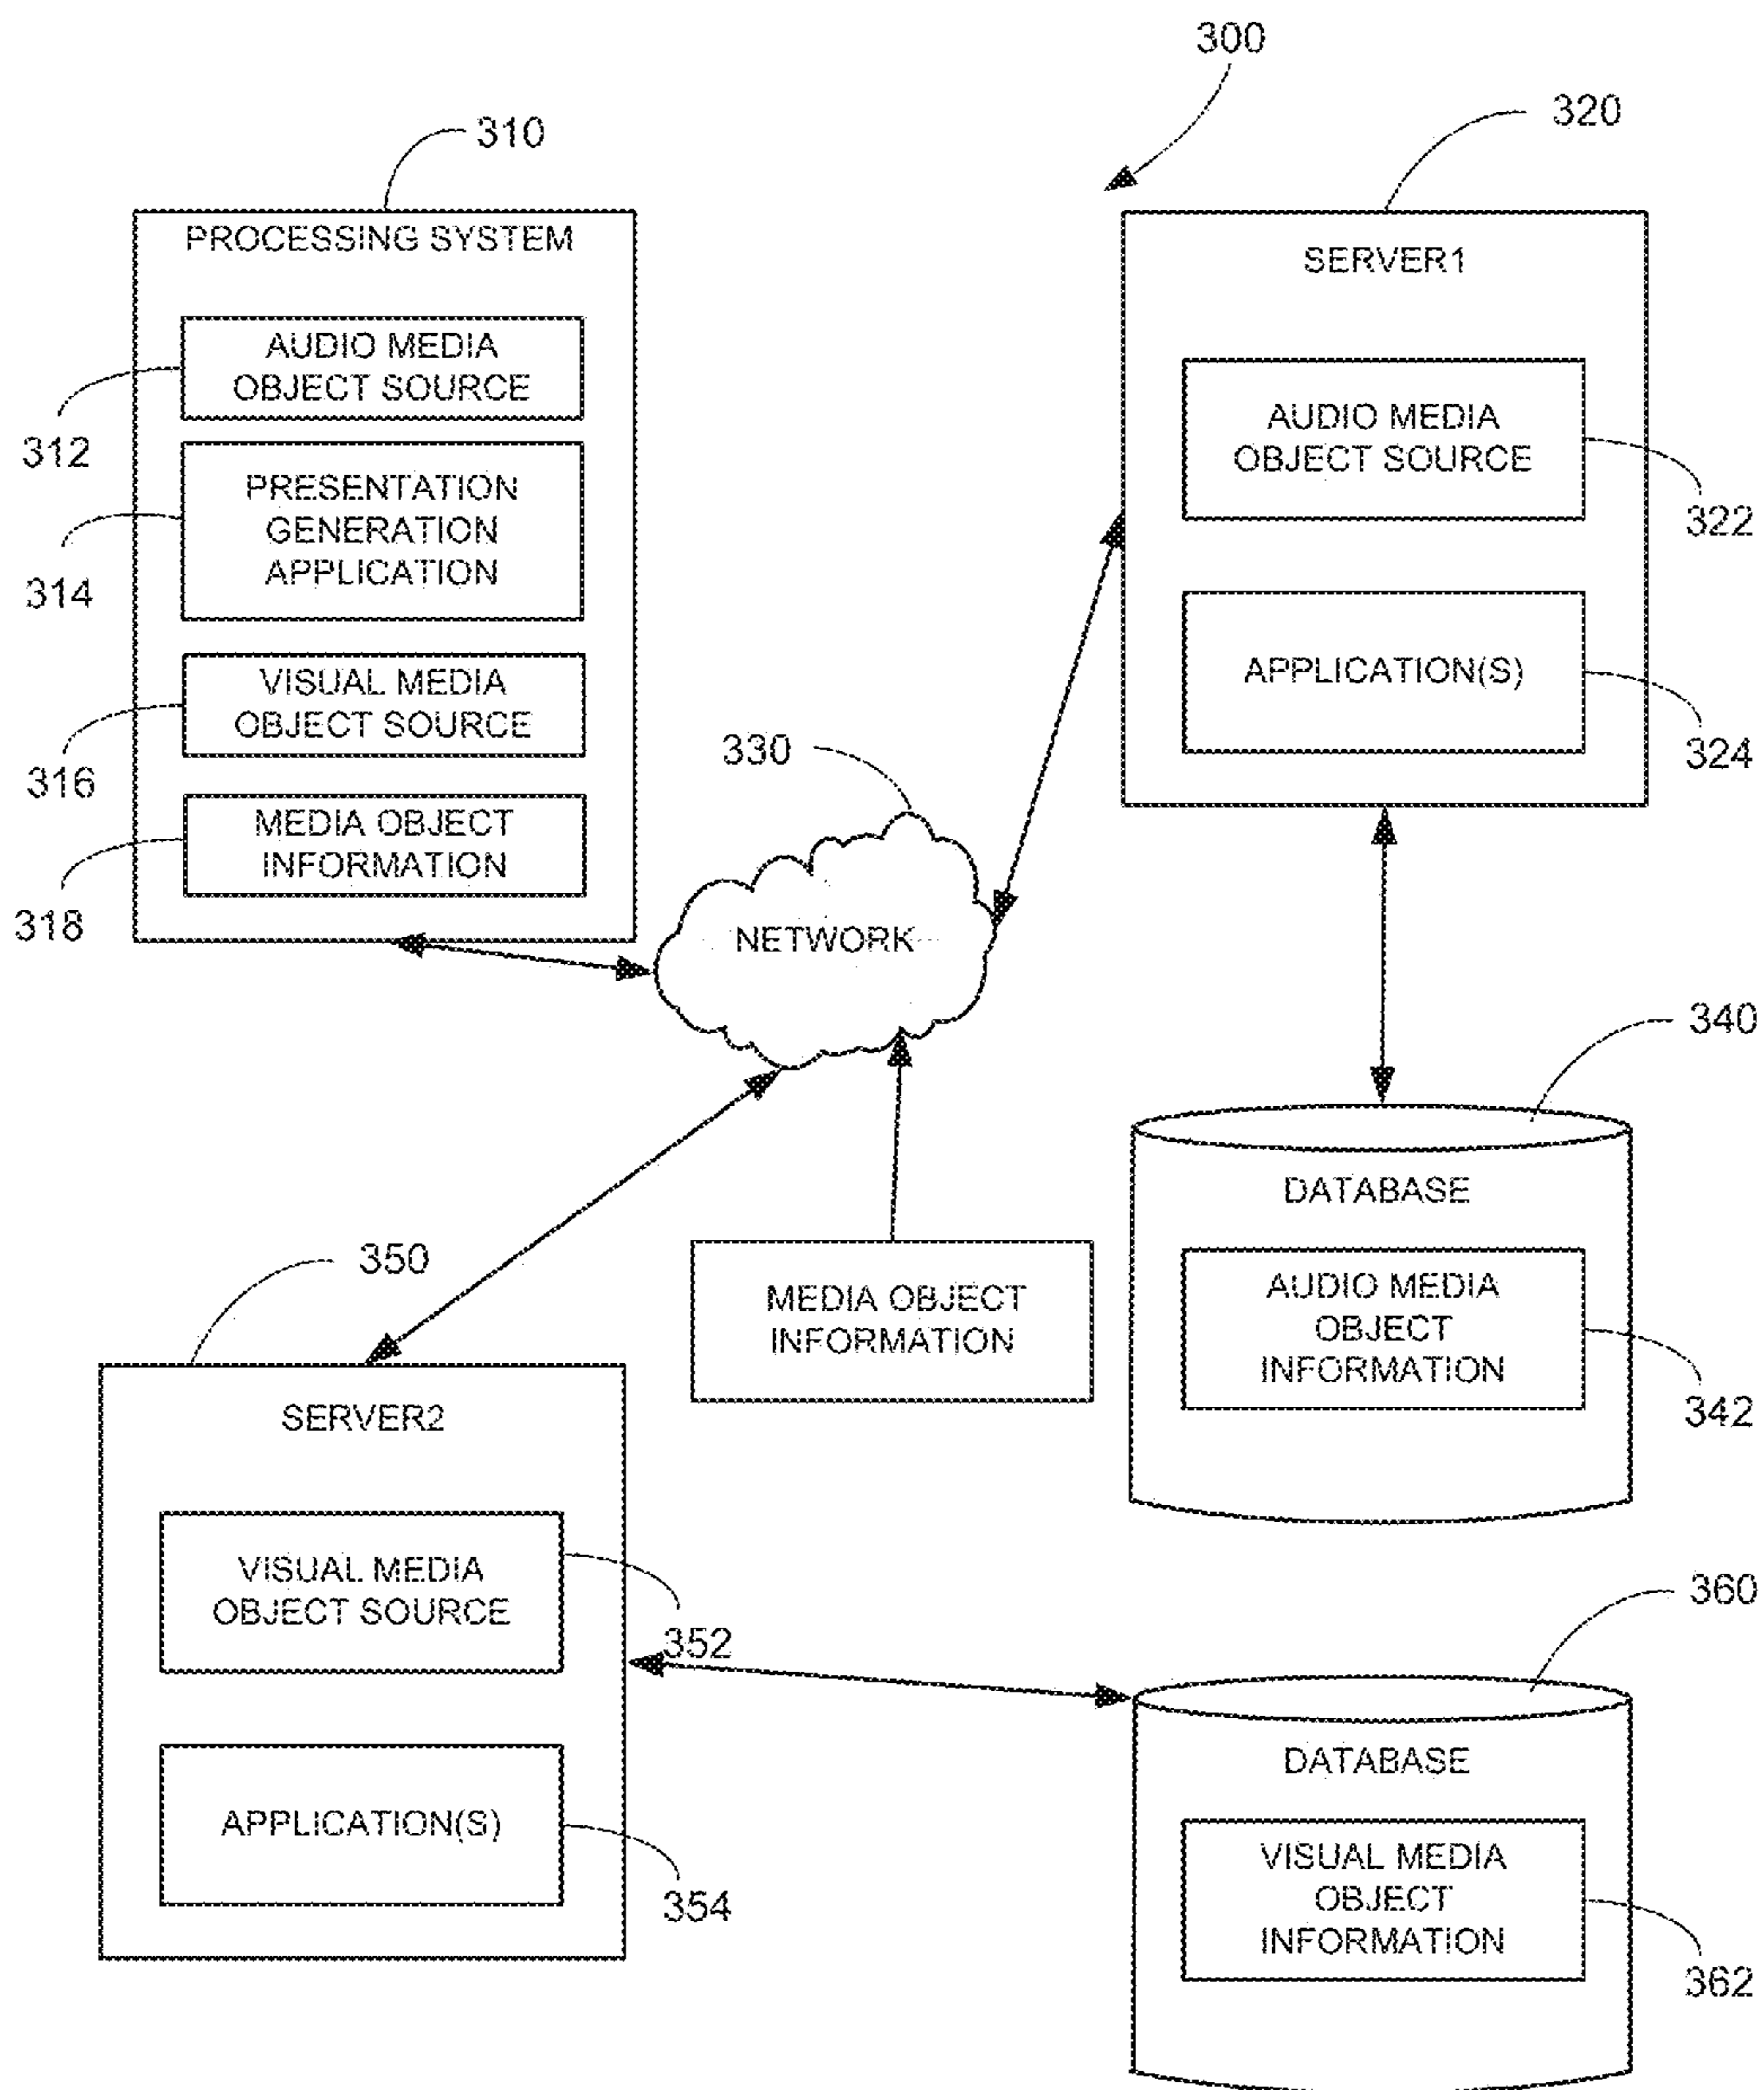 300
310
320
PROCESSING SYSTEM
AUDIO MEDIA
OBJECT SOURCE
312
PRESENTATION
GENERATION
APPLICATION
314
VISUAL MEDIA
OBJECT SOURCE
316
MEDIA OBJECT
INFORMATION
318
SERVER1
AUDIO MEDIA
OBJECT SOURCE
322
APPLICATION(S)
324
330
NETWORK
340
DATABASE
AUDIO MEDIA
OBJECT
INFORMATION
342
MEDIA OBJECT
INFORMATION
350
SERVER2
VISUAL MEDIA
OBJECT SOURCE
352
APPLICATION(S)
354
360
DATABASE
VISUAL MEDIA
OBJECT
INFORMATION
362